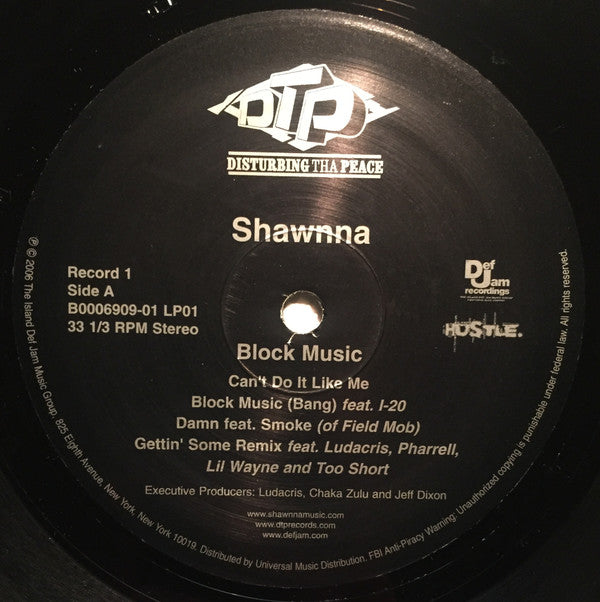 DTP
DISTURBING THA PEACE
Shawnna
Record 1
Side A
B0006909-01 LP01
33 1/3 RPM Stereo
Def
Jam
recordings
HUSTLE.
Block Music
Can't Do It Like Me
Block Music (Bang) feat. I-20
Damn feat. Smoke (of Field Mob)
Gettin' Some Remix feat. Ludacris, Pharrell,
Lil Wayne and Too Short
Executive Producers: Ludacris, Chaka Zulu and Jeff Dixon
www.shawnnamusic.com
www.dtprecords.com
www.defjam.com
℗ © 2006 The Island Def Jam Music Group, 825 Eighth Avenue, New York, New York 10019. Distributed by Universal Music Distribution. FBI Anti-Piracy Warning: Unauthorized copying is punishable under federal law. All rights reserved.